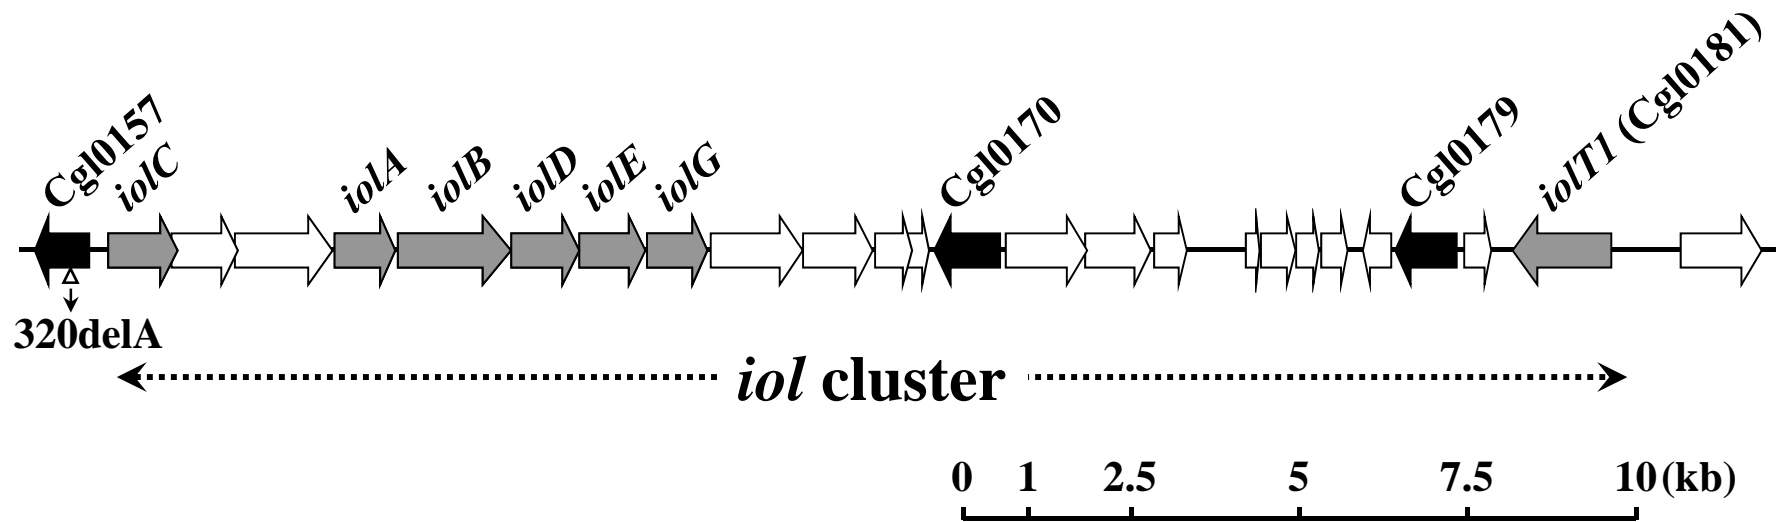 Cgl0157
iolC
iolA
iolB
iolD
iolE
iolG
Cgl0170
Cgl0179
iolT1 (Cgl0181)
320delA
iol cluster
0 1 2.5 5 7.5 10 (kb)